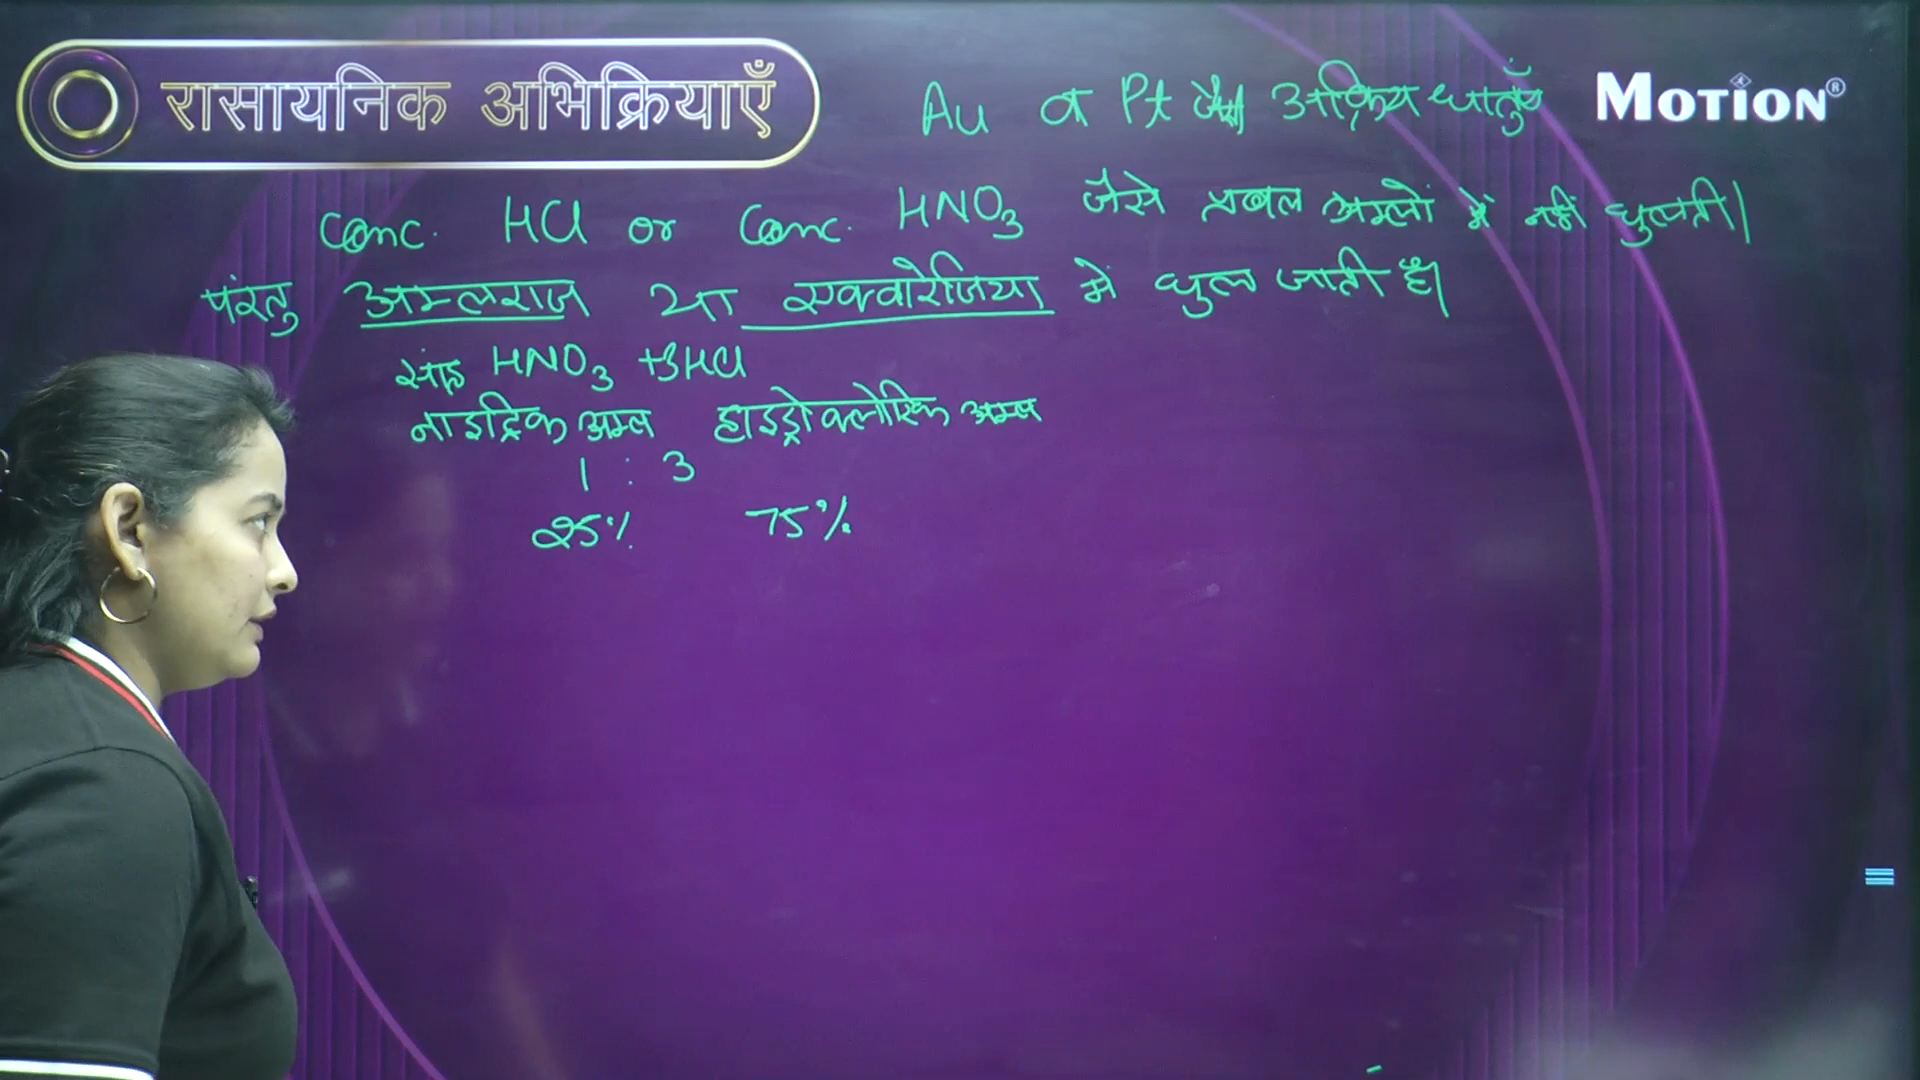 रासायनिक अभिक्रियाएँ
Au व Pt जैसी अक्रिय धातुएँ
MOTION®
Conc. HCl or Conc. HNO3 जैसे प्रबल अम्लों में नहीं घुलती।
परंतु अम्लराज या एक्वारेजिया में घुल जाती है।
सांद्र HNO3 + 3HCl
नाइट्रिक अम्ल हाइड्रोक्लोरिक अम्ल
1 : 3
25% 75%